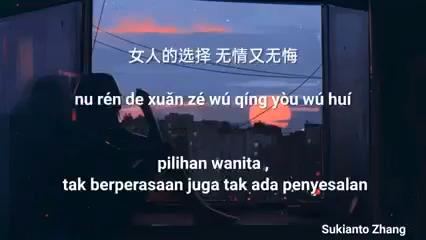 女人的选择 无情又无悔
nu rén de xuǎn zé wú qíng yòu wú huí
pilihan wanita ,
tak berperasaan juga tak ada penyesalan
Sukianto Zhang